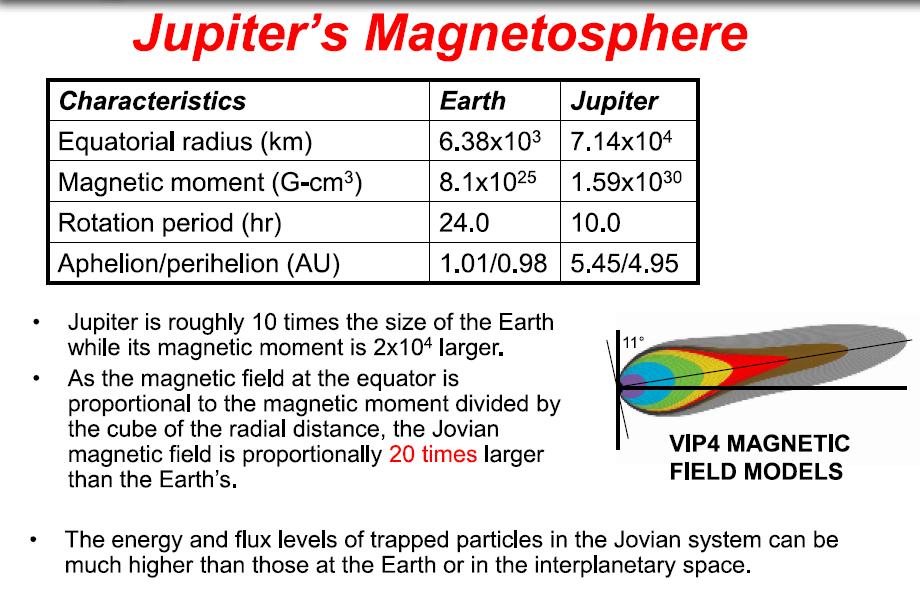 Jupiter's Magnetosphere
Characteristics Earth Jupiter
Equatorial radius (km) 6.38x10³ 7.14x10⁴
Magnetic moment (G-cm³) 8.1x10²⁵ 1.59x10³⁰
Rotation period (hr) 24.0 10.0
Aphelion/perihelion (AU) 1.01/0.98 5.45/4.95
• Jupiter is roughly 10 times the size of the Earth
while its magnetic moment is 2x10⁴ larger.
• As the magnetic field at the equator is
proportional to the magnetic moment divided by
the cube of the radial distance, the Jovian
magnetic field is proportionally 20 times larger
than the Earth's.
11°
VIP4 MAGNETIC
FIELD MODELS
• The energy and flux levels of trapped particles in the Jovian system can be
much higher than those at the Earth or in the interplanetary space.